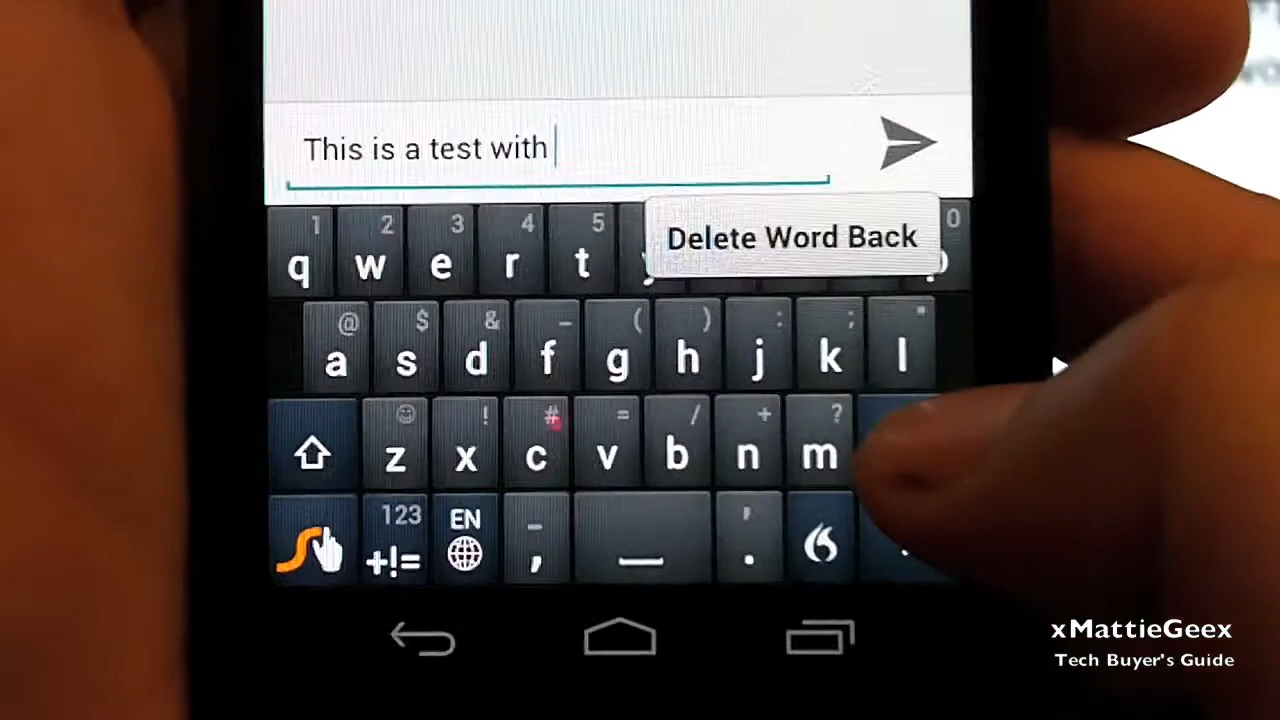 This is a test with
Delete Word Back
1 2 3 4 5 0
q w e r t y p
@ $ & _ ( ) : ; "
a s d f g h j k l
! # = / + ?
z x c v b n m
123 EN
+!= , .
xMattieGeex
Tech Buyer's Guide